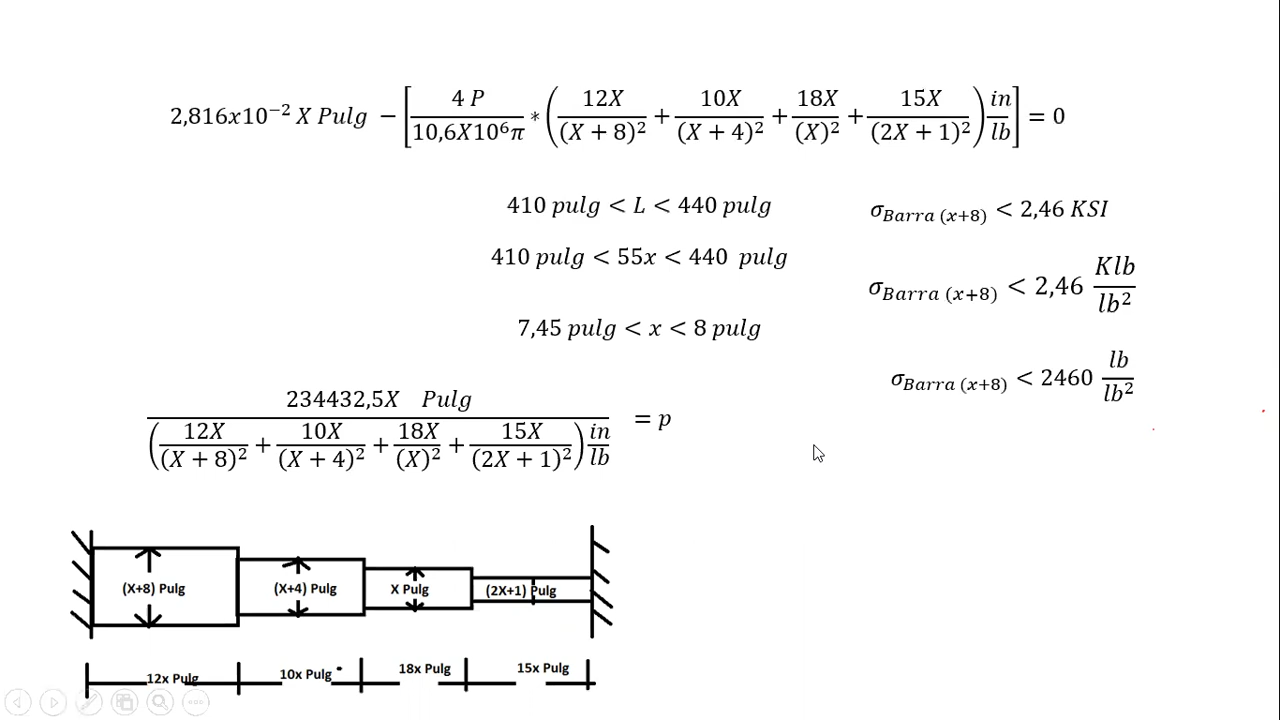 2,816x10⁻² X Pulg − [4 P / 10,6X10⁶π ∗ (12X / (X + 8)² + 10X / (X + 4)² + 18X / (X)² + 15X / (2X + 1)²) in / lb] = 0
410 pulg < L < 440 pulg
σ_Barra (x+8) < 2,46 KSI
410 pulg < 55x < 440 pulg
σ_Barra (x+8) < 2,46 Klb / lb²
7,45 pulg < x < 8 pulg
σ_Barra (x+8) < 2460 lb / lb²
234432,5X Pulg / (12X / (X + 8)² + 10X / (X + 4)² + 18X / (X)² + 15X / (2X + 1)²) in / lb = p
(X+8) Pulg (X+4) Pulg X Pulg (2X+1) Pulg
12x Pulg 10x Pulg 18x Pulg 15x Pulg